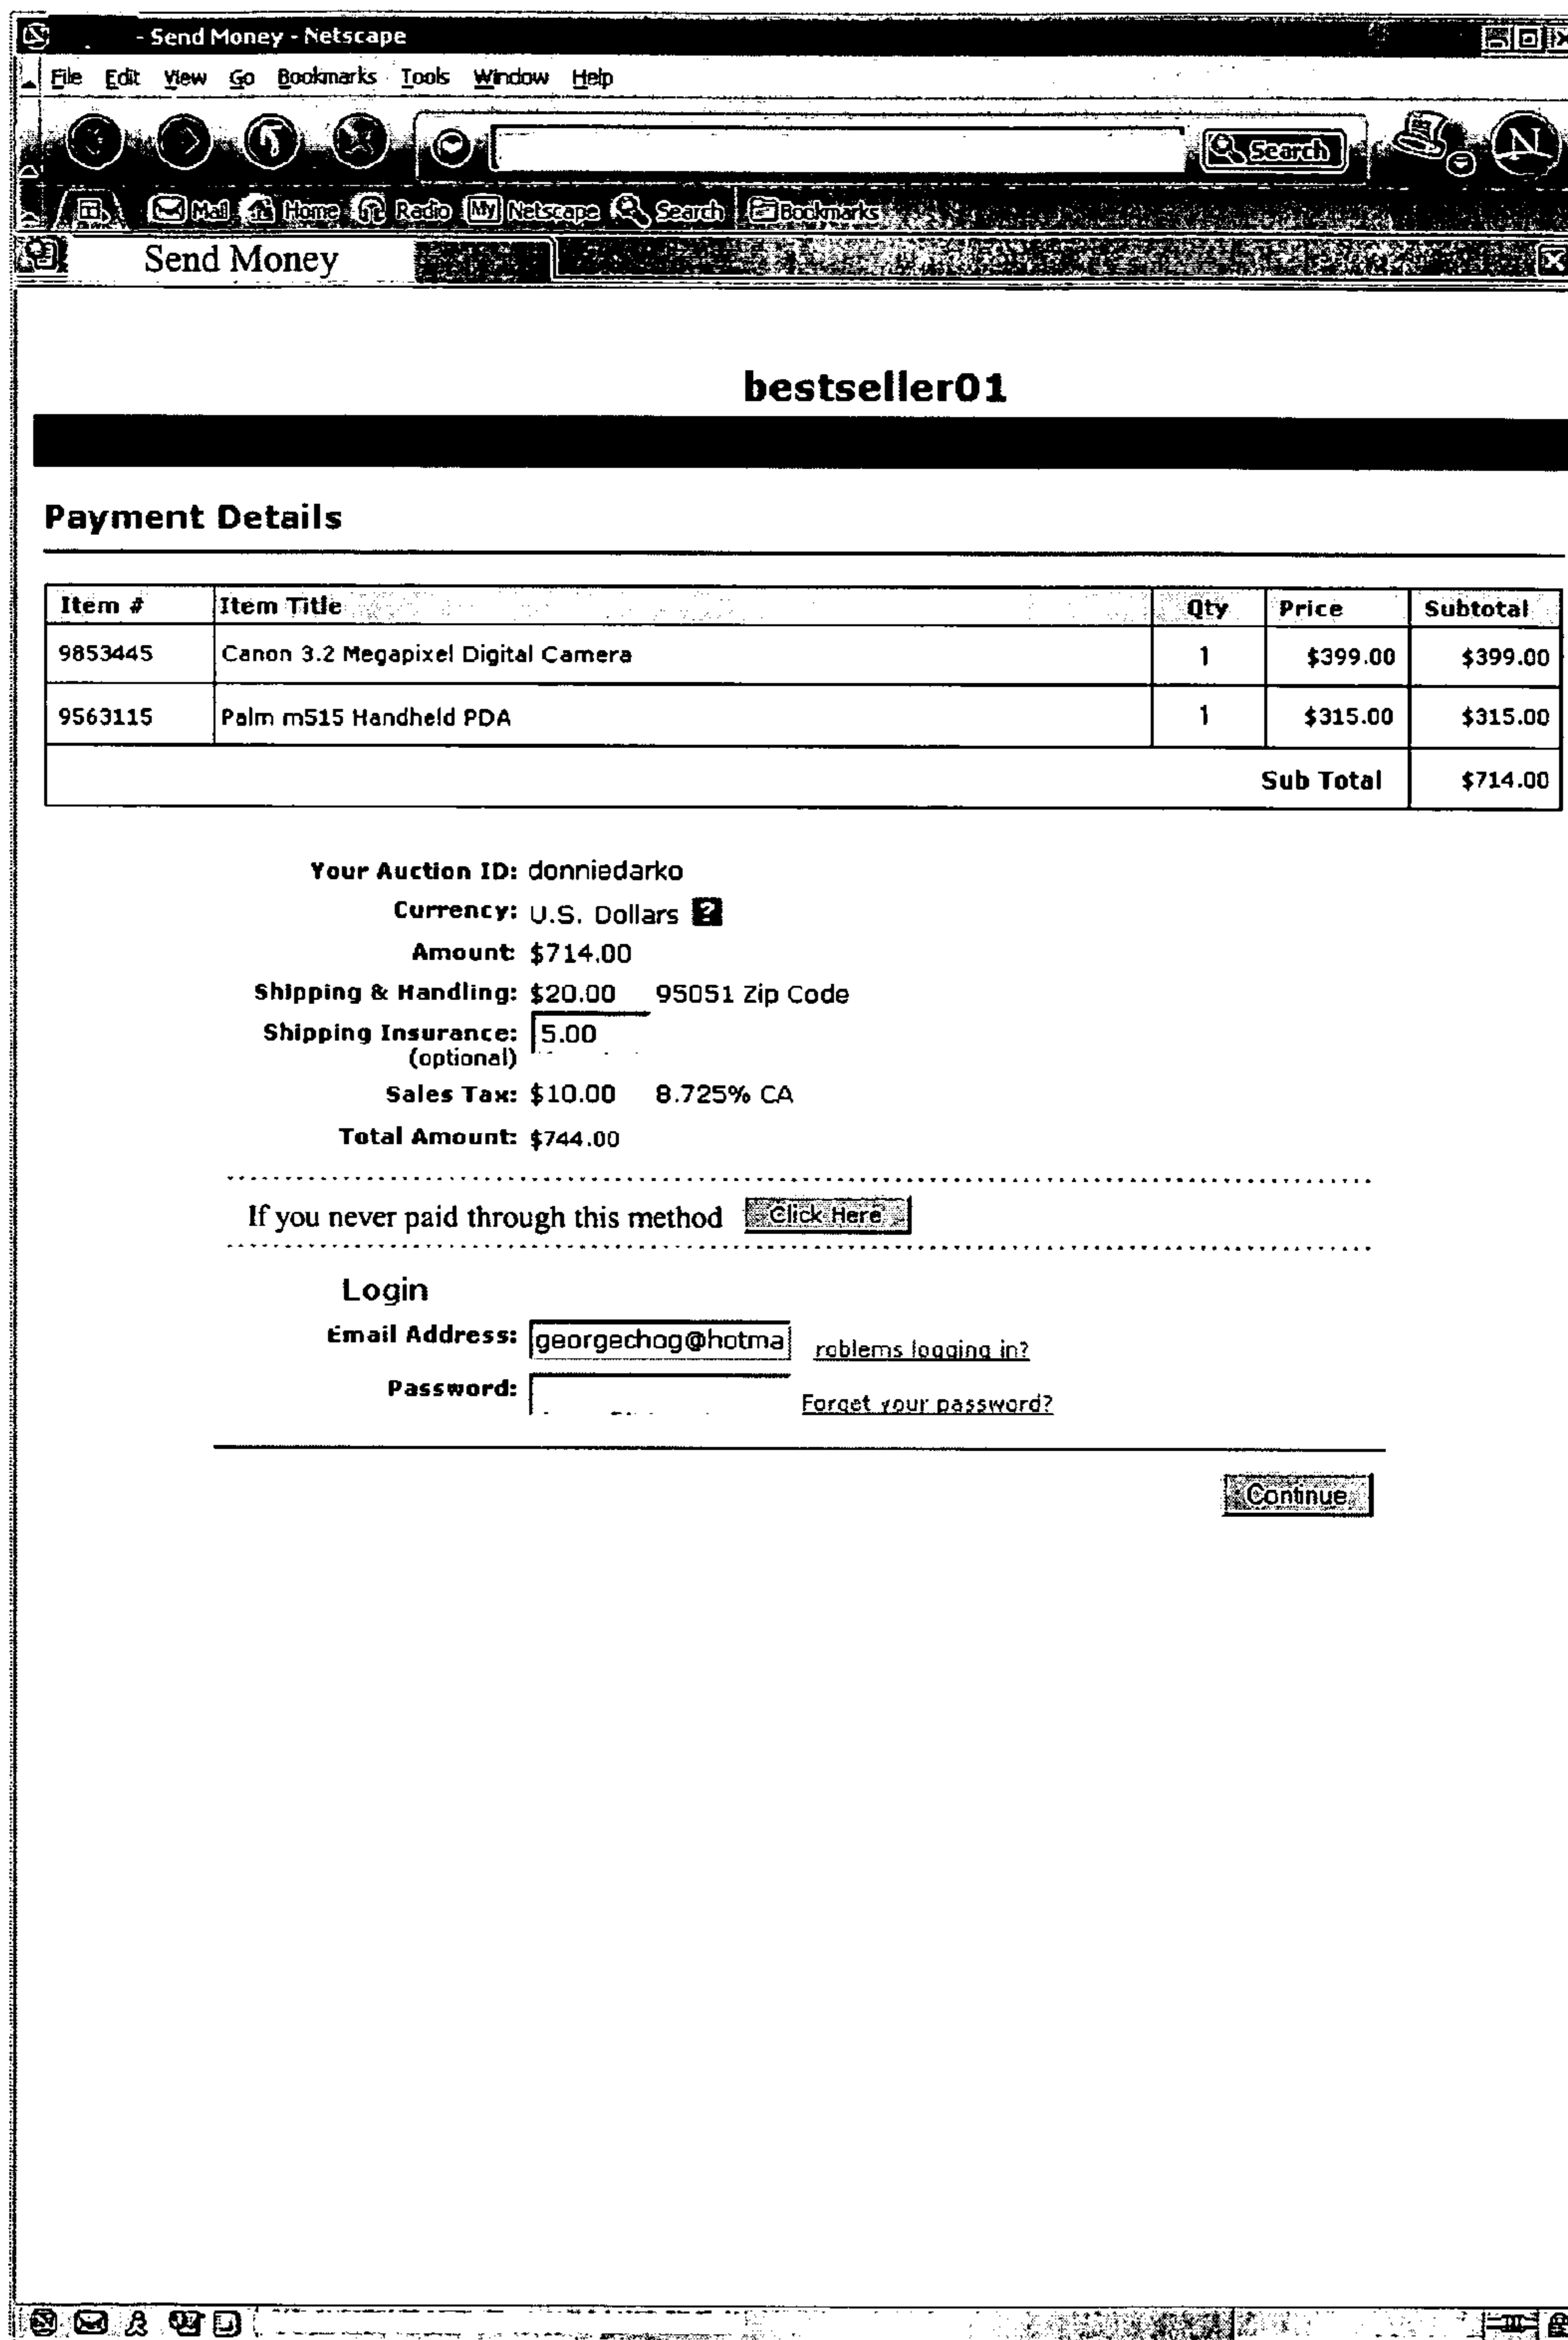 - Send Money - Netscape
File Edit View Go Bookmarks Tools Window Help
Search
Mail Home Radio My Netscape Search Bookmarks
Send Money
bestseller01
Payment Details
Item # Item Title Qty Price Subtotal
9853445 Canon 3.2 Megapixel Digital Camera 1 $399.00 $399.00
9563115 Palm m515 Handheld PDA 1 $315.00 $315.00
Sub Total $714.00
Your Auction ID: donniedarko
Currency: U.S. Dollars ?
Amount: $714.00
Shipping & Handling: $20.00 95051 Zip Code
Shipping Insurance: 5.00
(optional)
Sales Tax: $10.00 8.725% CA
Total Amount: $744.00
If you never paid through this method Click Here
Login
Email Address: georgechog@hotma roblems logging in?
Password: Forget your password?
Continue